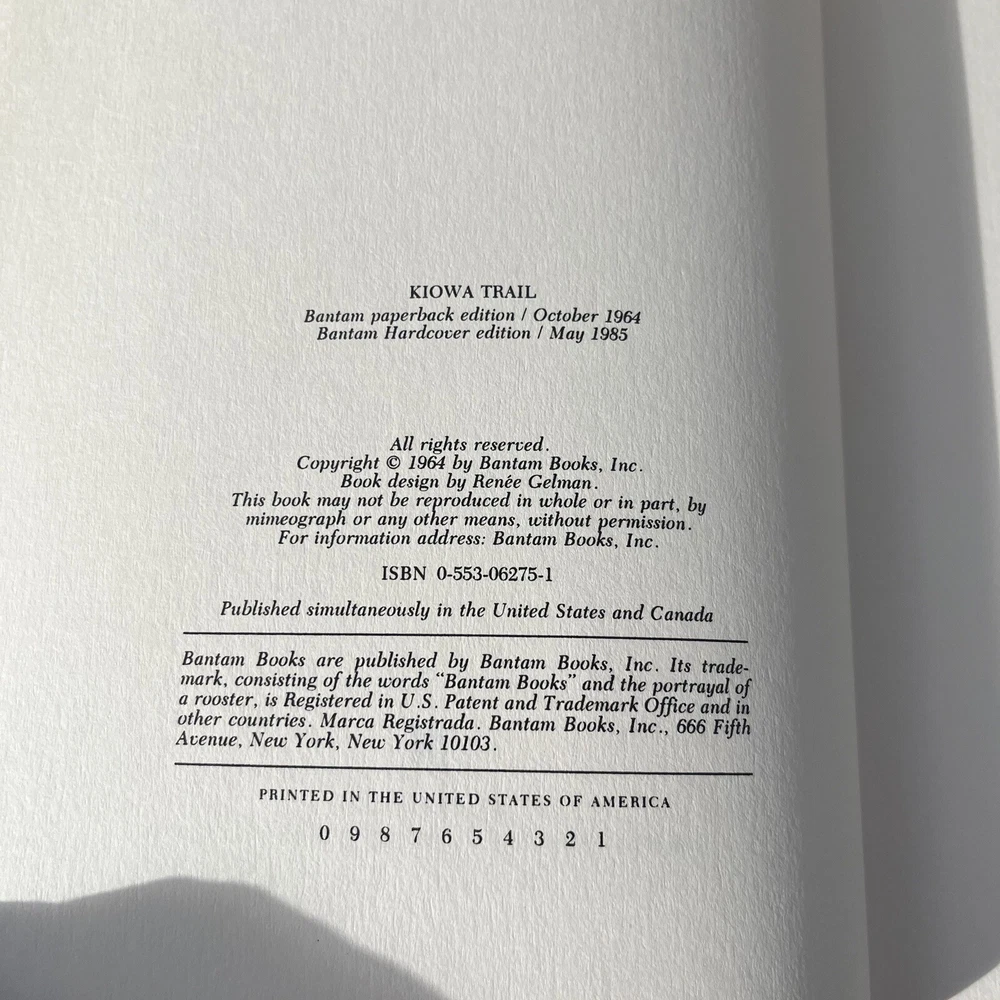 KIOWA TRAIL
Bantam paperback edition / October 1964
Bantam Hardcover edition / May 1985
All rights reserved.
Copyright © 1964 by Bantam Books, Inc.
Book design by Renée Gelman.
This book may not be reproduced in whole or in part, by
mimeograph or any other means, without permission.
For information address: Bantam Books, Inc.
ISBN 0-553-06275-1
Published simultaneously in the United States and Canada
Bantam Books are published by Bantam Books, Inc. Its trade-
mark, consisting of the words “Bantam Books” and the portrayal of
a rooster, is Registered in U.S. Patent and Trademark Office and in
other countries. Marca Registrada. Bantam Books, Inc., 666 Fifth
Avenue, New York, New York 10103.
PRINTED IN THE UNITED STATES OF AMERICA
0 9 8 7 6 5 4 3 2 1